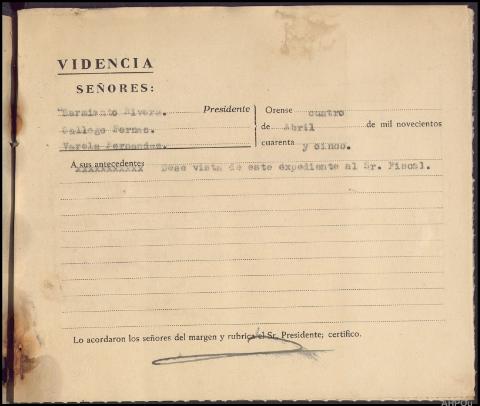 VIDENCIA
SEÑORES:
Sarmiento Rivera. Presidente
Gallego
Varela Fernandez.
Orense cuatro
de Abril de mil novecientos
cuarenta y cinco.
A sus antecedentes xxxxxxxxxxx Dese vista de este expediente al Sr. Fiscal.
Lo acordaron los señores del margen y rubrica el Sr. Presidente; certifico.
AHPOu